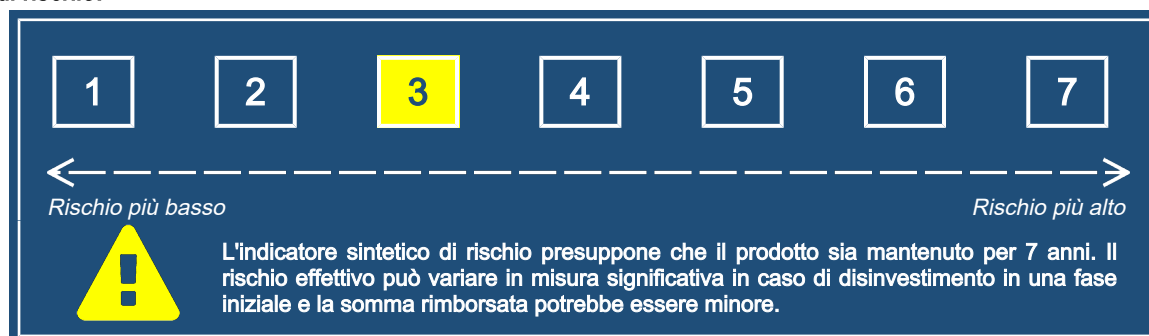 1 2 3 4 5 6 7
Rischio più basso Rischio più alto
L'indicatore sintetico di rischio presuppone che il prodotto sia mantenuto per 7 anni. Il
rischio effettivo può variare in misura significativa in caso di disinvestimento in una fase
iniziale e la somma rimborsata potrebbe essere minore.